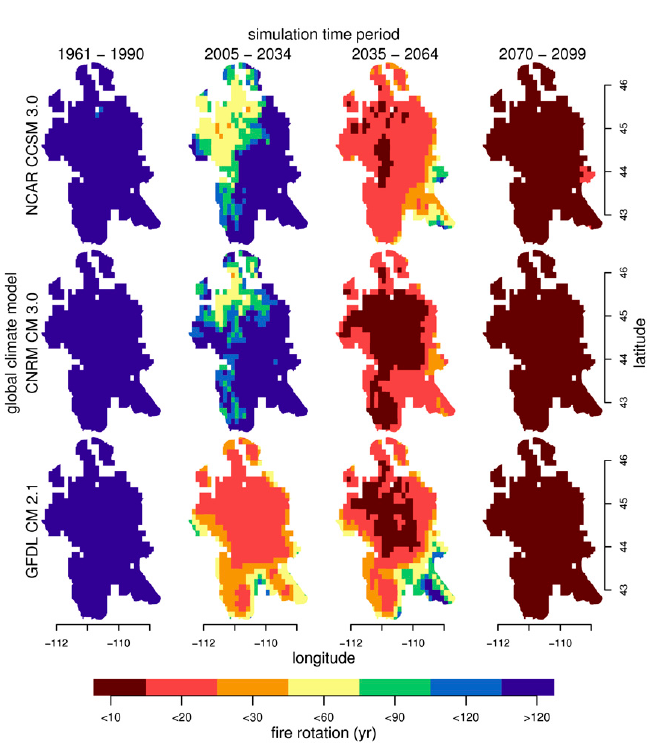 simulation time period
1961 – 1990 2005 – 2034 2035 – 2064 2070 – 2099
global climate model
NCAR CCSM 3.0
CNRM CM 3.0
GFDL CM 2.1
46
45
44
43
46
45
44
43
46
45
44
43
latitude
−112 −110 −112 −110 −112 −110 −112 −110
longitude
<10 <20 <30 <60 <90 <120 >120
fire rotation (yr)